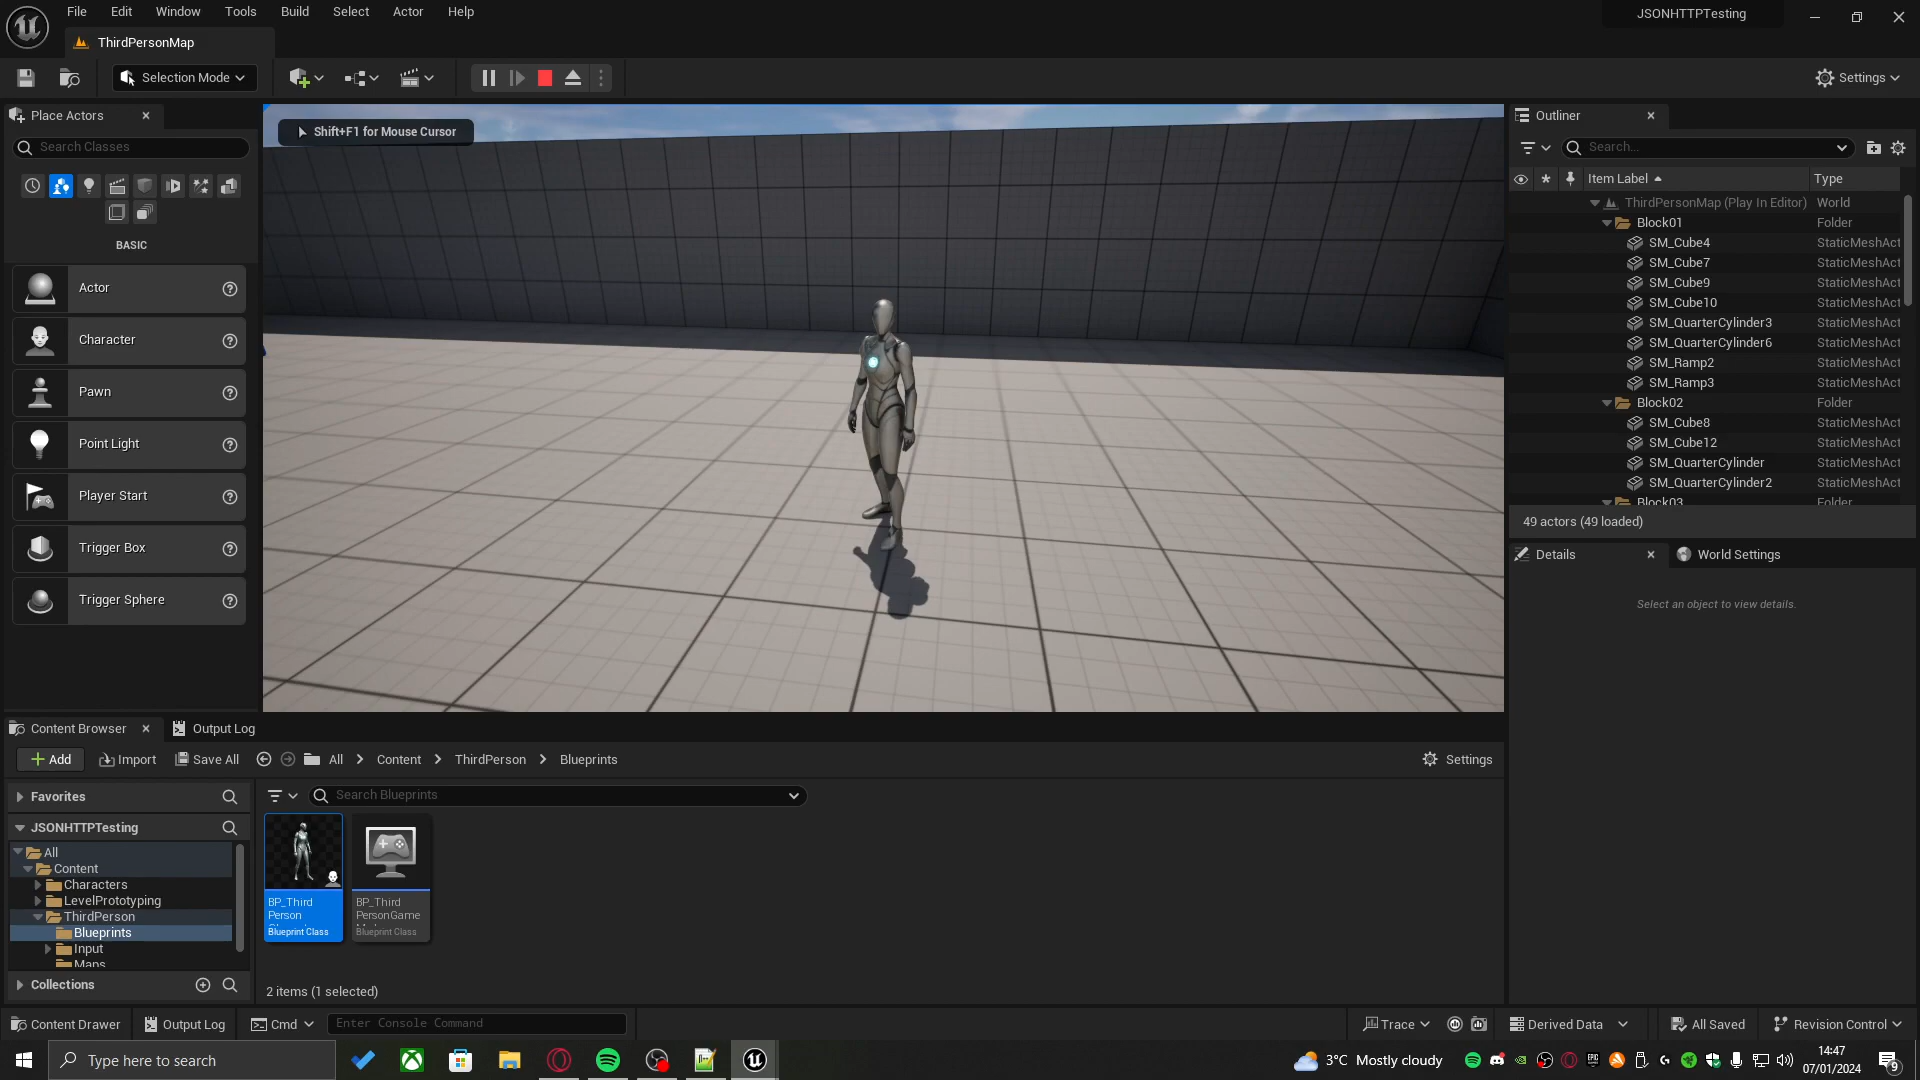 File Edit Window Tools Build Select Actor Help
JSONHTTPTesting
ThirdPersonMap
Selection Mode
Settings
Place Actors
Search Classes
BASIC
Actor
Character
Pawn
Point Light
Player Start
Trigger Box
Trigger Sphere
Shift+F1 for Mouse Cursor
Outliner
Search...
Item Label Type
ThirdPersonMap (Play In Editor) World
Block01 Folder
SM_Cube4 StaticMeshAct
SM_Cube7 StaticMeshAct
SM_Cube9 StaticMeshAct
SM_Cube10 StaticMeshAct
SM_QuarterCylinder3 StaticMeshAct
SM_QuarterCylinder6 StaticMeshAct
SM_Ramp2 StaticMeshAct
SM_Ramp3 StaticMeshAct
Block02 Folder
SM_Cube8 StaticMeshAct
SM_Cube12 StaticMeshAct
SM_QuarterCylinder StaticMeshAct
SM_QuarterCylinder2 StaticMeshAct
Block03 Folder
49 actors (49 loaded)
Details World Settings
Select an object to view details.
Content Browser Output Log
Add Import Save All All Content ThirdPerson Blueprints Settings
Favorites
JSONHTTPTesting
All
Content
Characters
LevelPrototyping
ThirdPerson
Blueprints
Input
Maps
Collections
Search Blueprints
BP_Third
Person
Blueprint Class
BP_Third
PersonGame
Blueprint Class
2 items (1 selected)
Content Drawer Output Log Cmd Enter Console Command Trace Derived Data All Saved Revision Control
Type here to search
3°C Mostly cloudy
14:47
07/01/2024
9